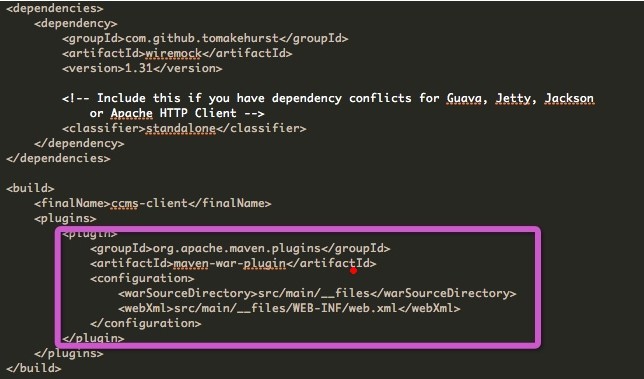 <dependencies>
<dependency>
<groupId>com.github.tomakehurst</groupId>
<artifactId>wiremock</artifactId>
<version>1.31</version>
<!-- Include this if you have dependency conflicts for Guava, Jetty, Jackson
or Apache HTTP Client -->
<classifier>standalone</classifier>
</dependency>
</dependencies>
<build>
<finalName>ccms-client</finalName>
<plugins>
<plugin>
<groupId>org.apache.maven.plugins</groupId>
<artifactId>maven-war-plugin</artifactId>
<configuration>
<warSourceDirectory>src/main/__files</warSourceDirectory>
<webXml>src/main/__files/WEB-INF/web.xml</webXml>
</configuration>
</plugin>
</plugins>
</build>